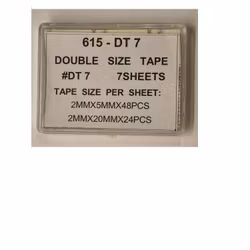 615 - DT 7
DOUBLE SIZE TAPE
#DT 7 7SHEETS
TAPE SIZE PER SHEET:
2MMX5MMX48PCS
2MMX20MMX24PCS